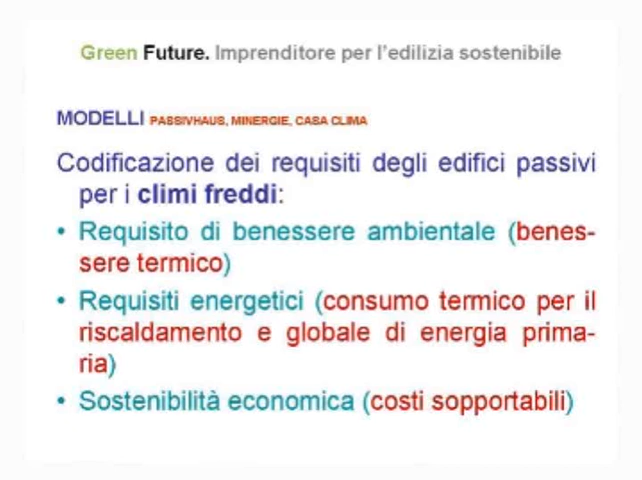 Green Future. Imprenditore per l'edilizia sostenibile
MODELLI PASSIVHAUS, MINERGIE, CASA CLIMA
Codificazione dei requisiti degli edifici passivi
per i climi freddi:
• Requisito di benessere ambientale (benes-
sere termico)
• Requisiti energetici (consumo termico per il
riscaldamento e globale di energia prima-
ria)
• Sostenibilità economica (costi sopportabili)